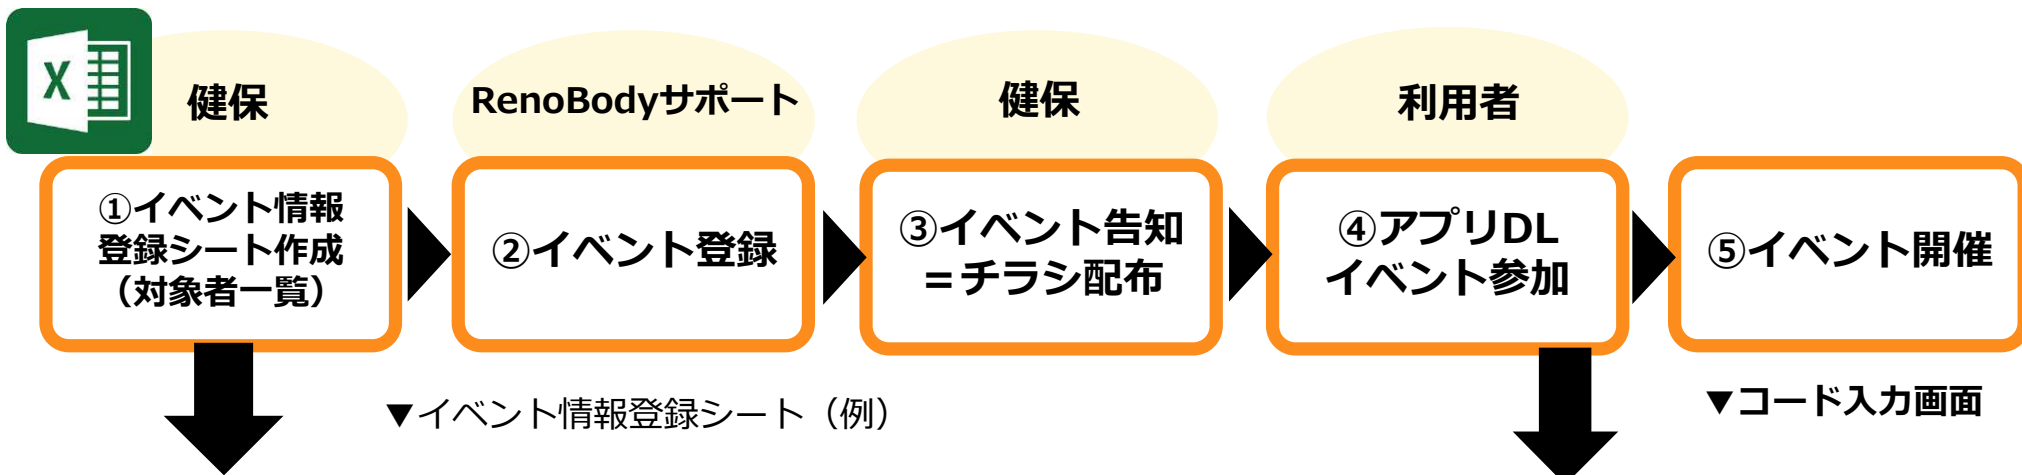 X
健保
RenoBodyサポート
健保
利用者
①イベント情報
登録シート作成
（対象者一覧）
②イベント登録
③イベント告知
＝チラシ配布
④アプリDL
イベント参加
⑤イベント開催
▼イベント情報登録シート（例）
▼コード入力画面